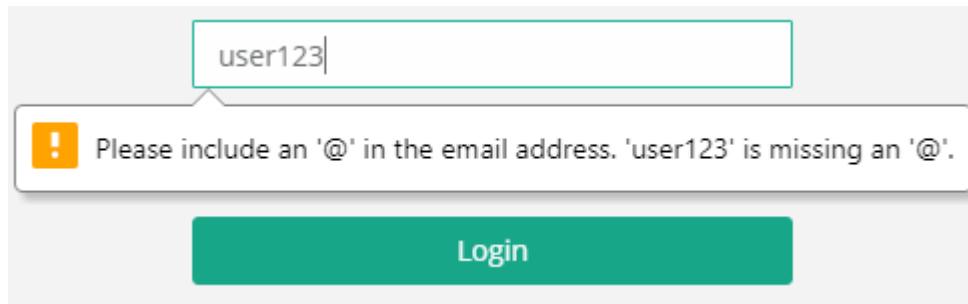 user123
Please include an '@' in the email address. 'user123' is missing an '@'.
Login